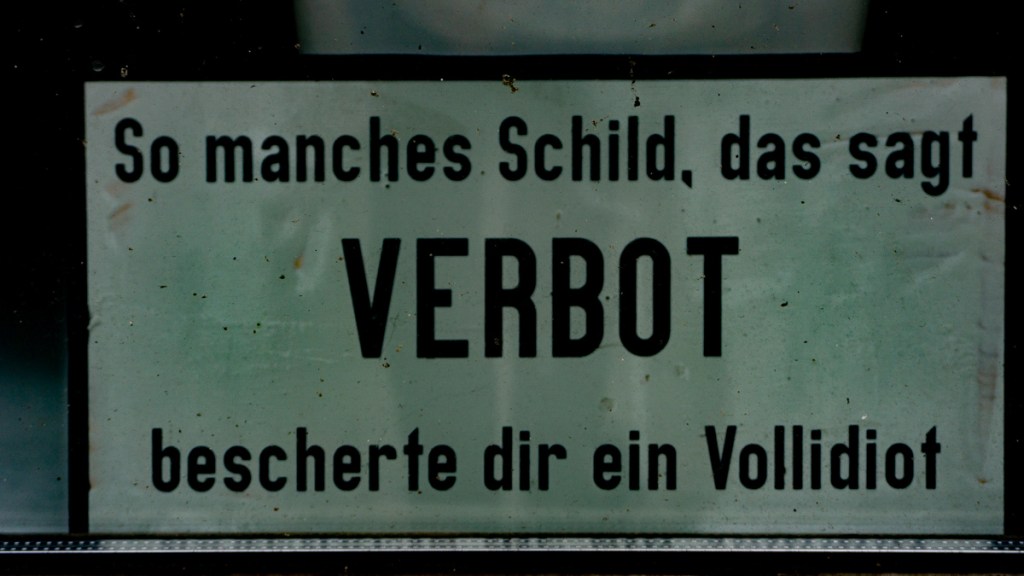 So manches Schild, das sagt
VERBOT
bescherte dir ein Vollidiot